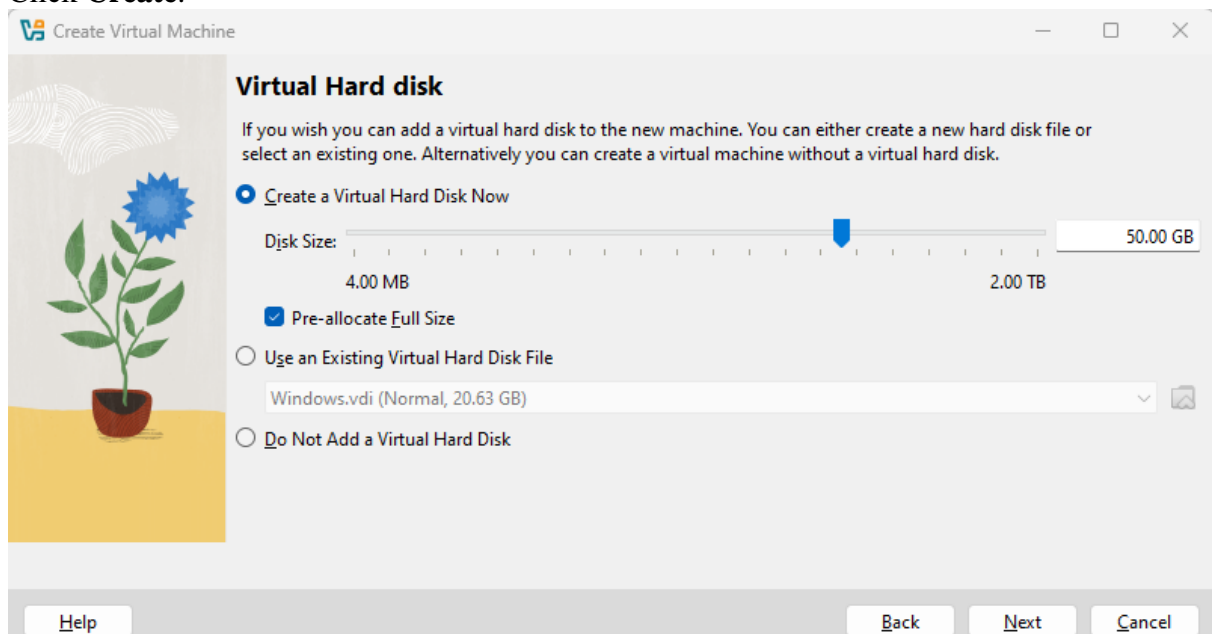 Click Create.
Create Virtual Machine
Virtual Hard disk
If you wish you can add a virtual hard disk to the new machine. You can either create a new hard disk file or
select an existing one. Alternatively you can create a virtual machine without a virtual hard disk.
Create a Virtual Hard Disk Now
Disk Size:
50.00 GB
4.00 MB
2.00 TB
Pre-allocate Full Size
Use an Existing Virtual Hard Disk File
Windows.vdi (Normal, 20.63 GB)
Do Not Add a Virtual Hard Disk
Help
Back
Next
Cancel